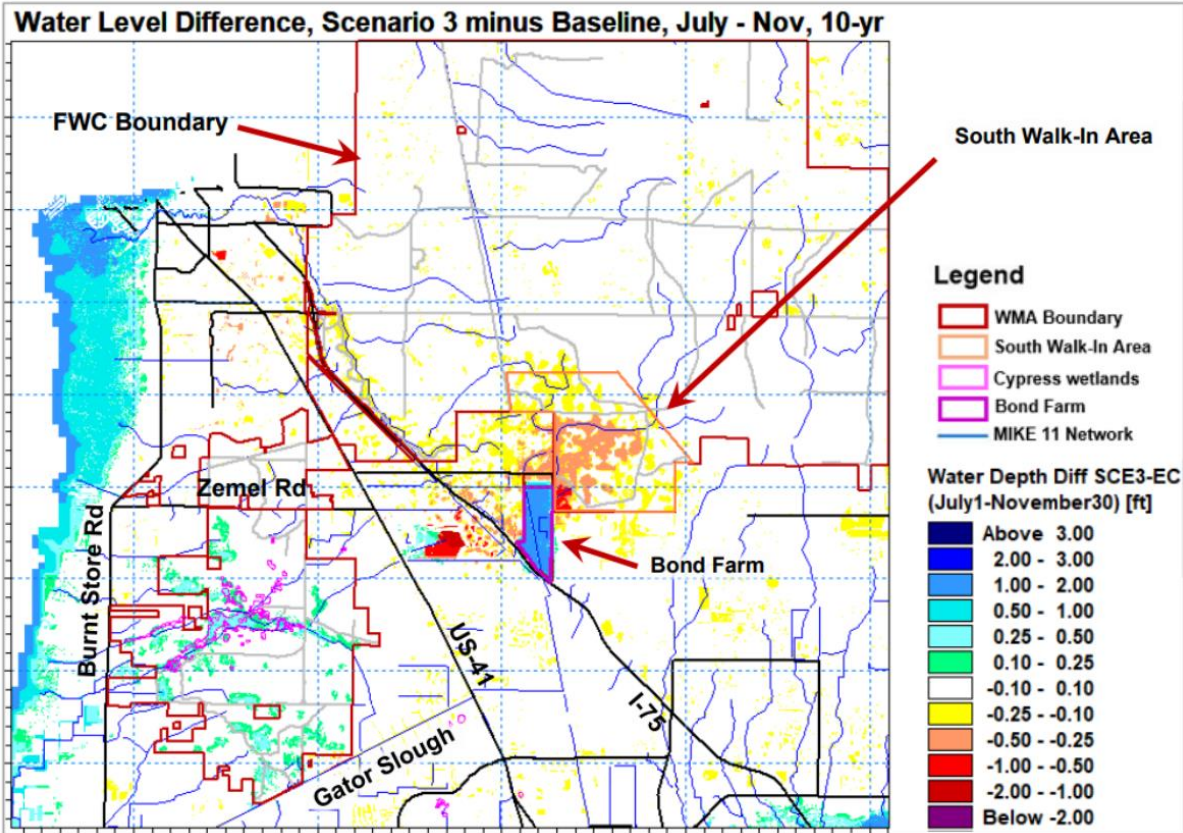 Water Level Difference, Scenario 3 minus Baseline, July - Nov, 10-yr
FWC Boundary
South Walk-In Area
Zemel Rd
Burnt Store Rd
Bond Farm
US-41
I-75
Gator Slough
Legend
WMA Boundary
South Walk-In Area
Cypress wetlands
Bond Farm
MIKE 11 Network
Water Depth Diff SCE3-EC
(July1-November30) [ft]
Above 3.00
2.00 - 3.00
1.00 - 2.00
0.50 - 1.00
0.25 - 0.50
0.10 - 0.25
-0.10 - 0.10
-0.25 - -0.10
-0.50 - -0.25
-1.00 - -0.50
-2.00 - -1.00
Below -2.00